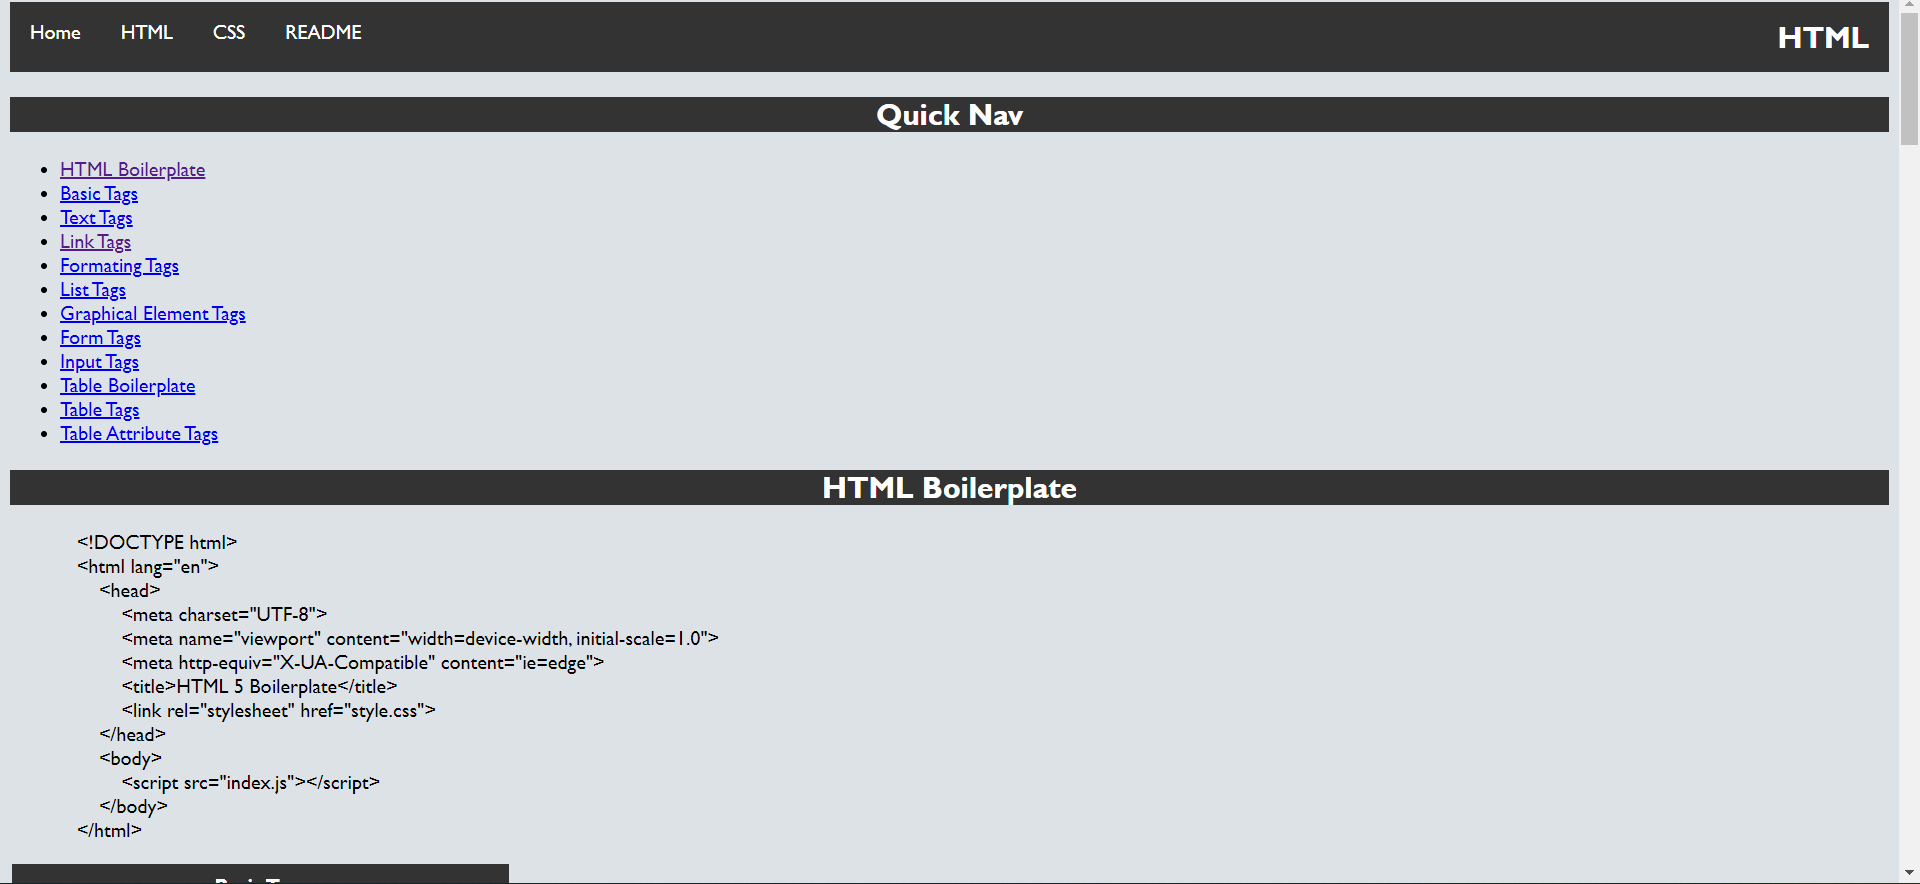 Home HTML CSS README HTML
Quick Nav
HTML Boilerplate
Basic Tags
Text Tags
Link Tags
Formating Tags
List Tags
Graphical Element Tags
Form Tags
Input Tags
Table Boilerplate
Table Tags
Table Attribute Tags
HTML Boilerplate
<!DOCTYPE html>
<html lang="en">
<head>
<meta charset="UTF-8">
<meta name="viewport" content="width=device-width, initial-scale=1.0">
<meta http-equiv="X-UA-Compatible" content="ie=edge">
<title>HTML 5 Boilerplate</title>
<link rel="stylesheet" href="style.css">
</head>
<body>
<script src="index.js"></script>
</body>
</html>